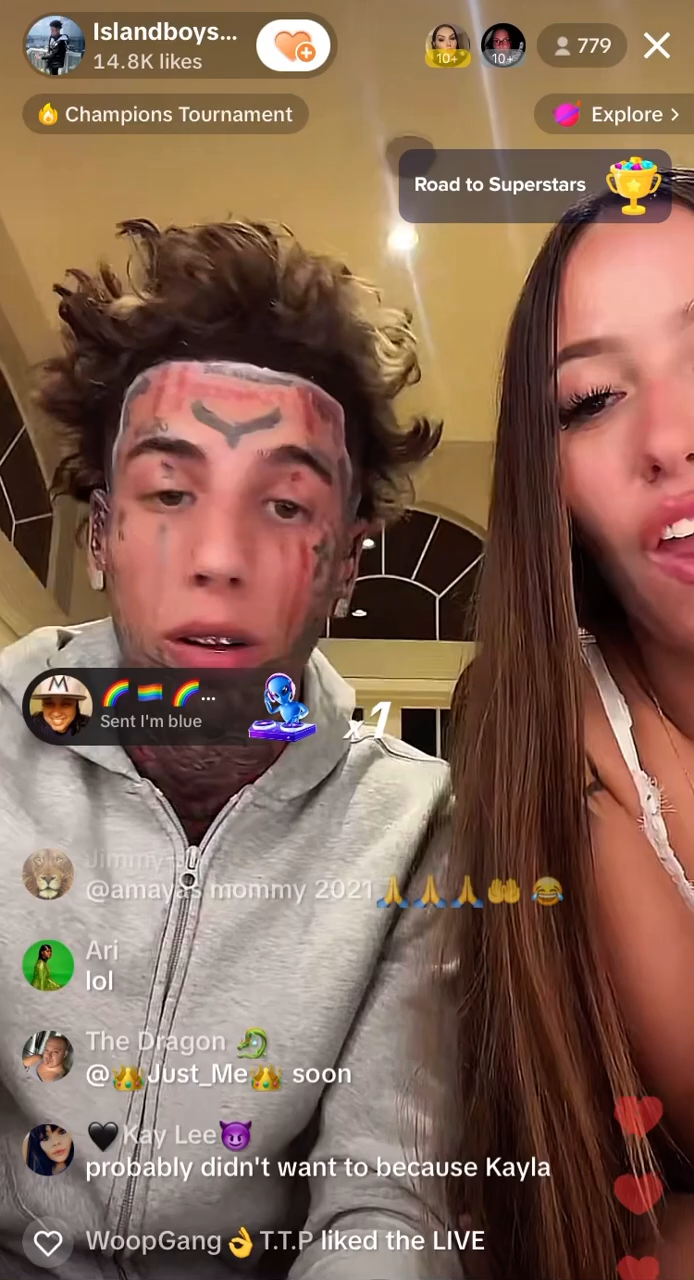 Islandboys...
14.8K likes
10+
10+
779
🔥 Champions Tournament
Explore >
Road to Superstars
M
🌈 🏳️‍🌈 🌈...
Sent I'm blue
x1
Jimmy
@amayas mommy 2021🙏🙏🙏🤲 😂
Ari
lol
The Dragon 🐉
@👑Just_Me👑 soon
🖤Kay Lee😈
probably didn't want to because Kayla
WoopGang👌T.T.P liked the LIVE